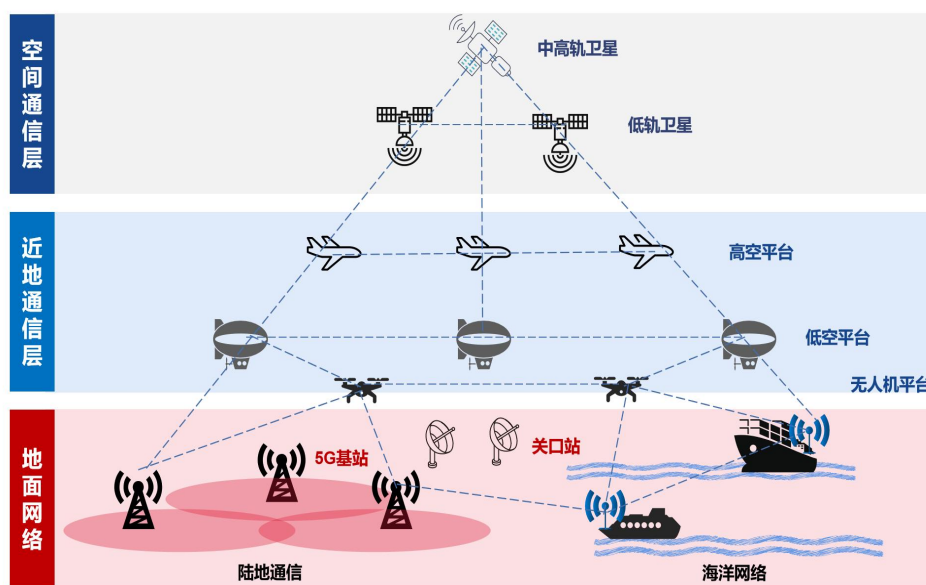 空间通信层
中高轨卫星
低轨卫星
近地通信层
高空平台
低空平台
无人机平台
地面网络
5G基站
关口站
陆地通信
海洋网络